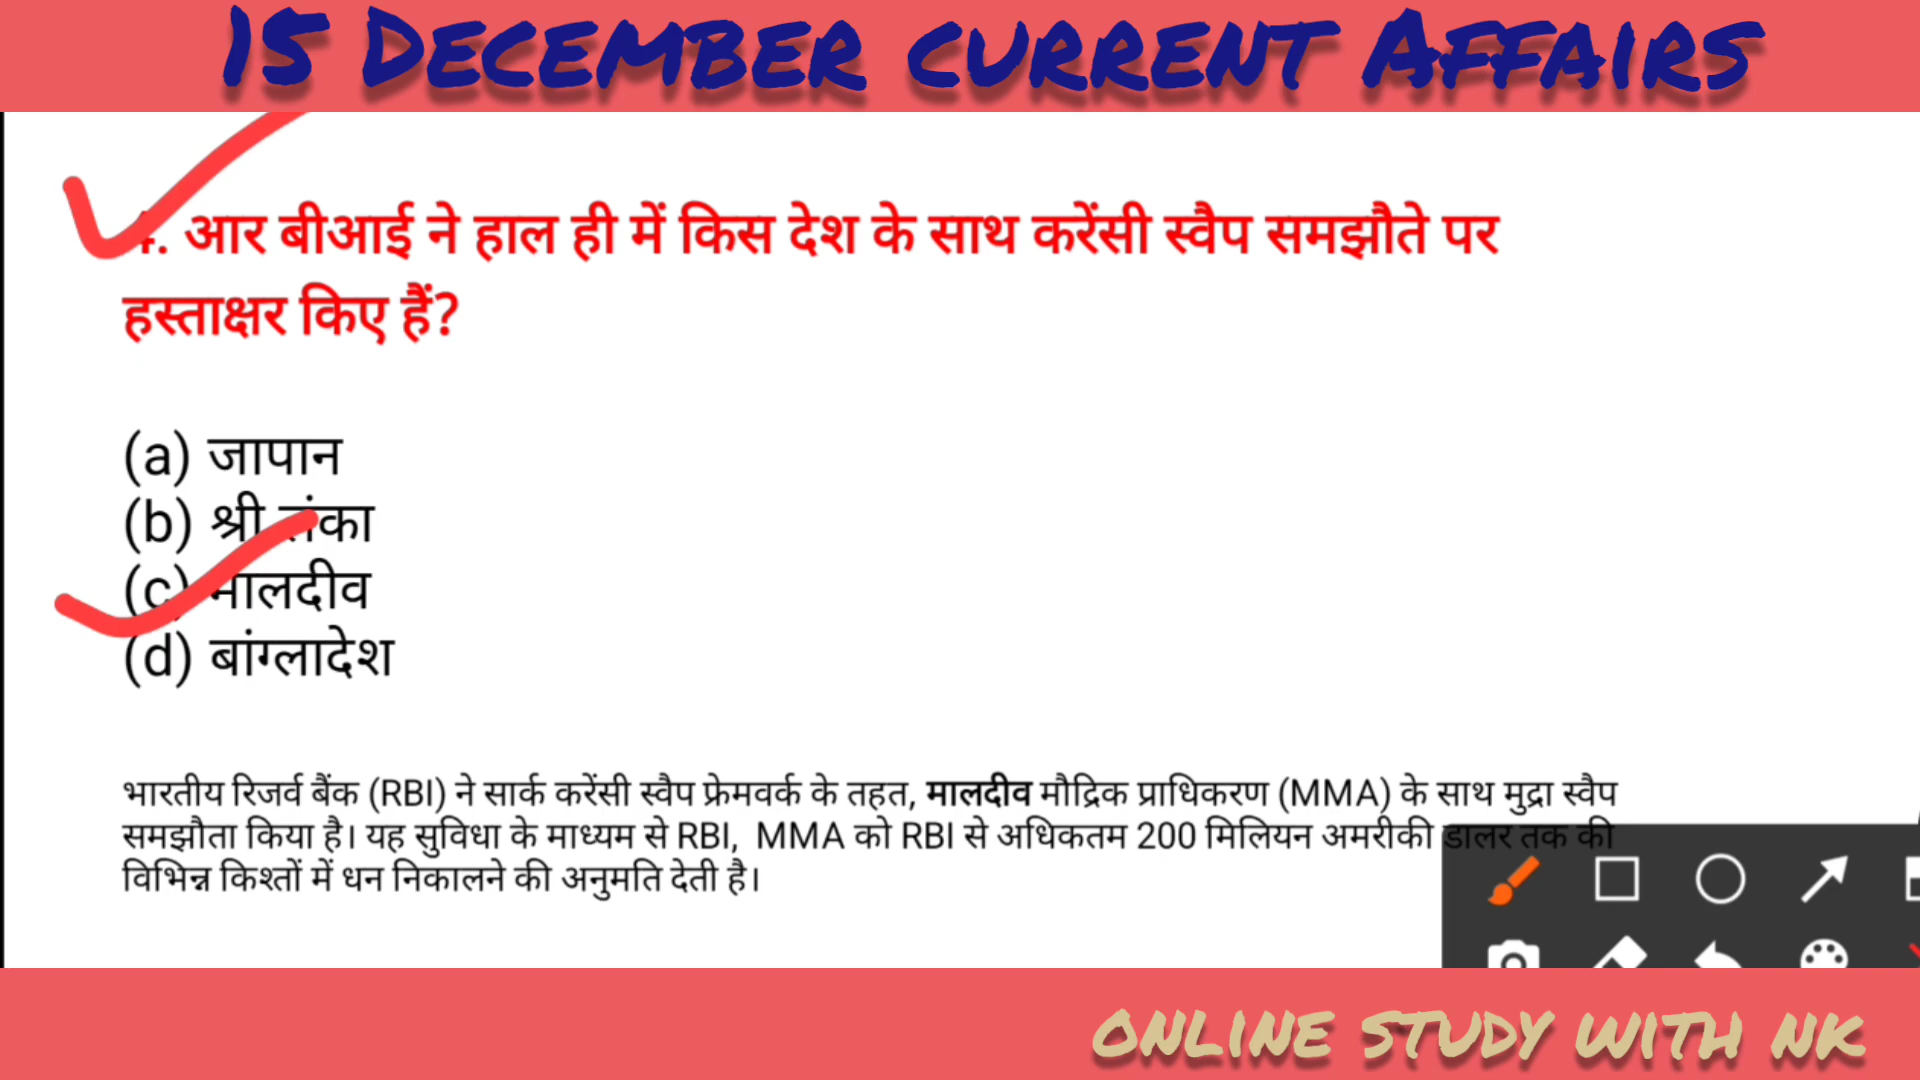 15 DECEMBER CURRENT AFFAIRS
4. आर बीआई ने हाल ही में किस देश के साथ करेंसी स्वैप समझौते पर
हस्ताक्षर किए हैं?
(a) जापान
(b) श्री लंका
(c) मालदीव
(d) बांग्लादेश
भारतीय रिजर्व बैंक (RBI) ने सार्क करेंसी स्वैप फ्रेमवर्क के तहत, मालदीव मौद्रिक प्राधिकरण (MMA) के साथ मुद्रा स्वैप
समझौता किया है। यह सुविधा के माध्यम से RBI, MMA को RBI से अधिकतम 200 मिलियन अमरीकी डालर तक की
विभिन्न किश्तों में धन निकालने की अनुमति देती है।
ONLINE STUDY WITH NK